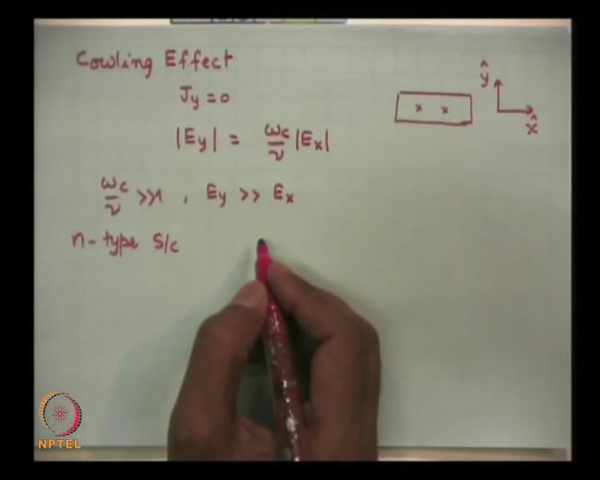 Cowling Effect
Jy = 0
|Ey| = ωc/ν |Ex|
ωc/ν >>1 , Ey >> Ex
n-type S/c
x x
ŷ
x̂
NPTEL